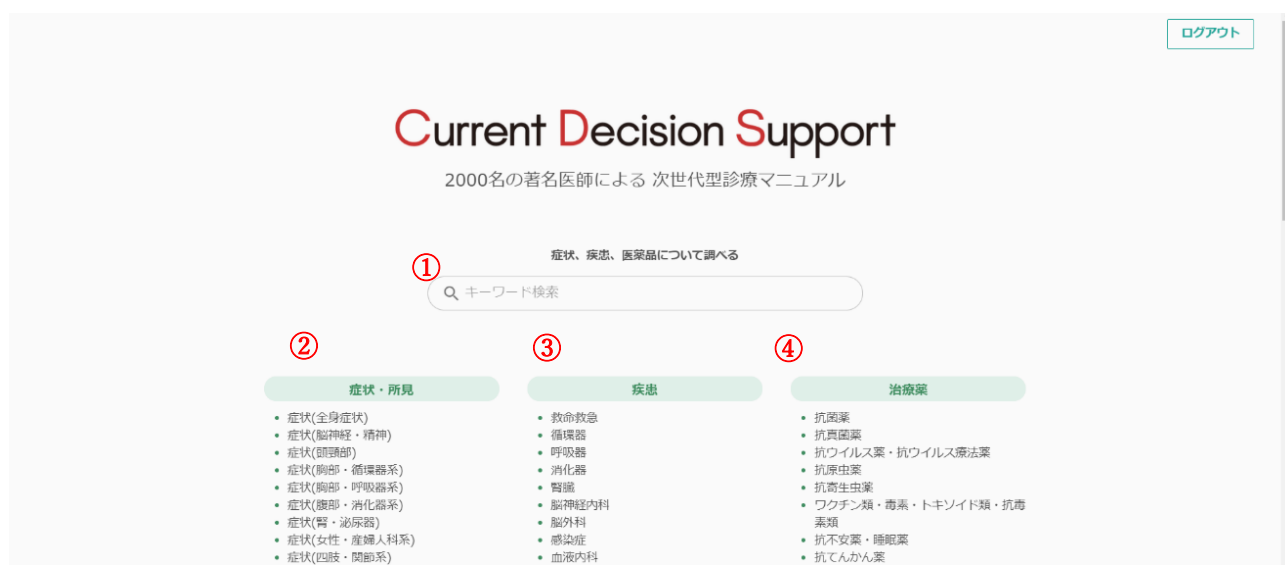 ログアウト
Current Decision Support
2000名の著名医師による 次世代型診療マニュアル
症状、疾患、医薬品について調べる
①
キーワード検索
②
症状・所見
症状(全身症状)
症状(脳神経・精神)
症状(頭頸部)
症状(胸部・循環器系)
症状(胸部・呼吸器系)
症状(腹部・消化器系)
症状(腎・泌尿器)
症状(女性・産婦人科系)
症状(四肢・関節系)
③
疾患
救命救急
循環器
呼吸器
消化器
腎臓
脳神経内科
脳外科
感染症
血液内科
④
治療薬
抗菌薬
抗真菌薬
抗ウイルス薬・抗ウイルス療法薬
抗原虫薬
抗寄生虫薬
ワクチン類・毒素・トキソイド類・抗毒
素類
抗不安薬・睡眠薬
抗てんかん薬